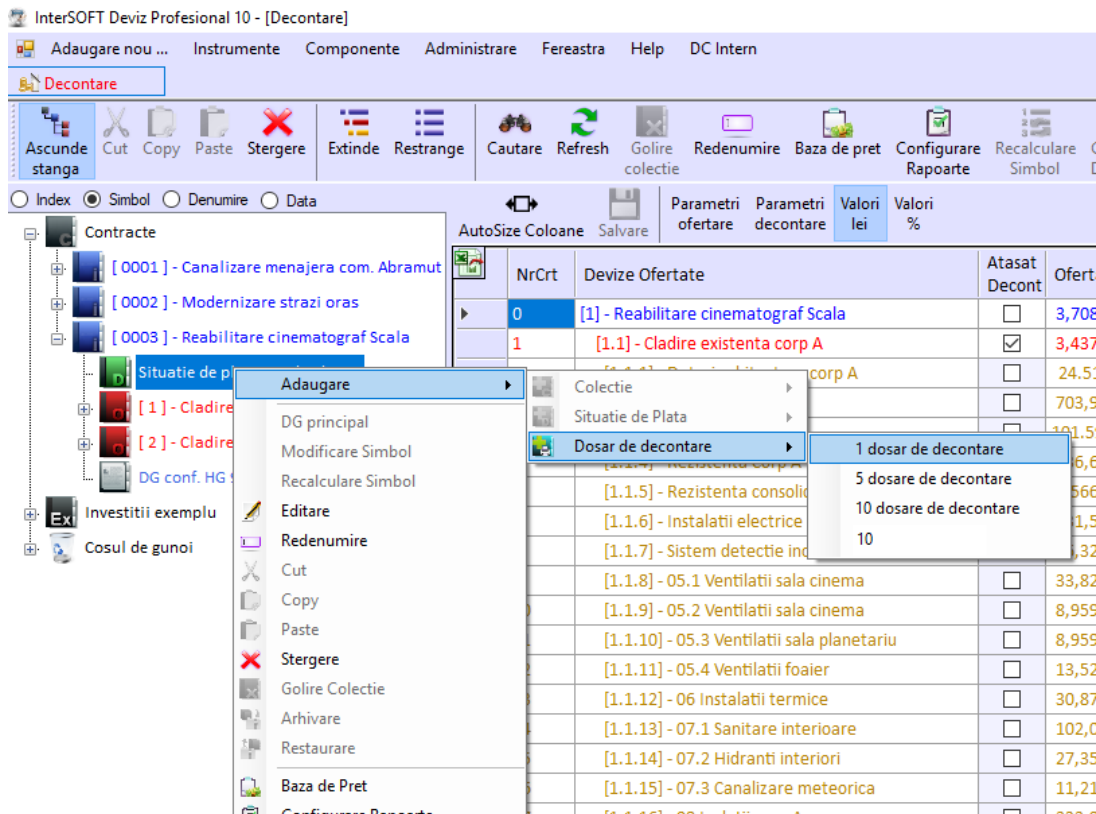 InterSOFT Deviz Profesional 10 - [Decontare]
Adaugare nou ... Instrumente Componente Administrare Fereastra Help DC Intern
Decontare
Ascunde stanga Cut Copy Paste Stergere Extinde Restrange Cautare Refresh Golire colectie Redenumire Baza de pret Configurare Rapoarte Recalculare Simbol
Index Simbol Denumire Data
AutoSize Coloane Salvare Parametri ofertare Parametri decontare Valori lei Valori %
Contracte
[ 0001 ] - Canalizare menajera com. Abramut
[ 0002 ] - Modernizare strazi oras
[ 0003 ] - Reabilitare cinematograf Scala
Situatie de
[ 1 ] - Cladire
[ 2 ] - Cladire
DG conf. HG
Investitii exemplu
Cosul de gunoi
Adaugare
DG principal
Modificare Simbol
Recalculare Simbol
Editare
Redenumire
Cut
Copy
Paste
Stergere
Golire Colectie
Arhivare
Restaurare
Baza de Pret
Configurare Rapoarte
Colectie
Situatie de Plata
Dosar de decontare
1 dosar de decontare
5 dosare de decontare
10 dosare de decontare
10
NrCrt Devize Ofertate Atasat Decont
0 [1] - Reabilitare cinematograf Scala 3,708
1 [1.1] - Cladire existenta corp A 3,437
corp A 24.5
703,9
[1.1.5] - Rezistenta 566
[1.1.6] - Instalatii electrice
[1.1.7] - Sistem detectie
[1.1.8] - 05.1 Ventilatii sala cinema 33,82
[1.1.9] - 05.2 Ventilatii sala cinema 8,959
[1.1.10] - 05.3 Ventilatii sala planetariu 8,959
[1.1.11] - 05.4 Ventilatii foaier 13,52
[1.1.12] - 06 Instalatii termice 30,87
[1.1.13] - 07.1 Sanitare interioare 102,0
[1.1.14] - 07.2 Hidranti interiori 27,35
[1.1.15] - 07.3 Canalizare meteorica 11,21